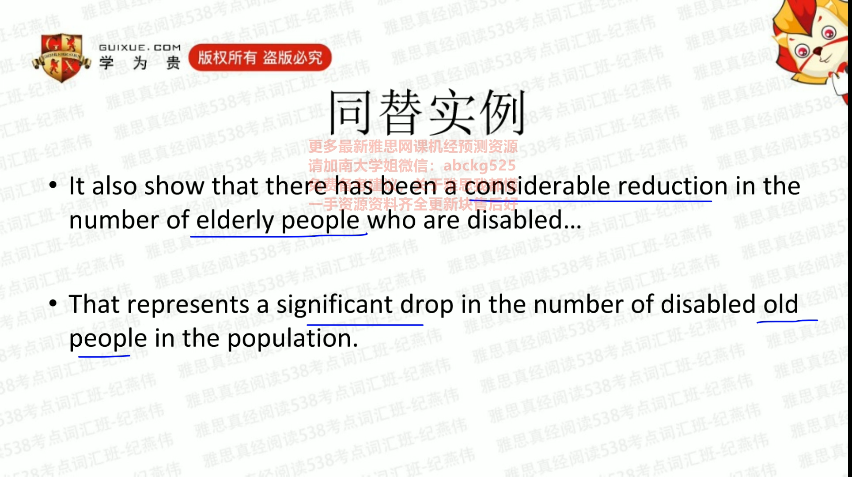 GUIXUE.COM
学为贵
版权所有 盗版必究
同替实例
更多最新雅思网课机经预测资源
请加南大学姐微信：abckg525
一手资源资料齐全更新块售后好
• It also show that there has been a considerable reduction in the
number of elderly people who are disabled…
• That represents a significant drop in the number of disabled old
people in the population.
雅思真经阅读538考点词汇班-纪燕伟